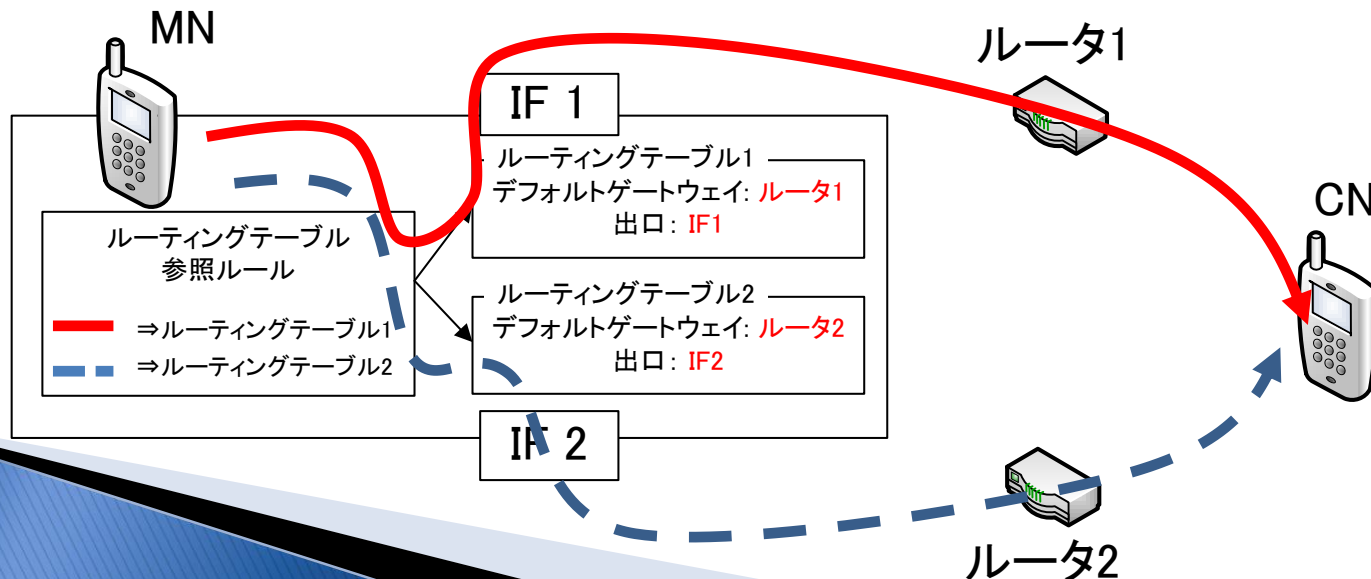 MN
ルータ1
IF 1
ルーティングテーブル1
デフォルトゲートウェイ: ルータ1
出口: IF1
CN
ルーティングテーブル
参照ルール
⇒ルーティングテーブル1
⇒ルーティングテーブル2
ルーティングテーブル2
デフォルトゲートウェイ: ルータ2
出口: IF2
IF 2
ルータ2